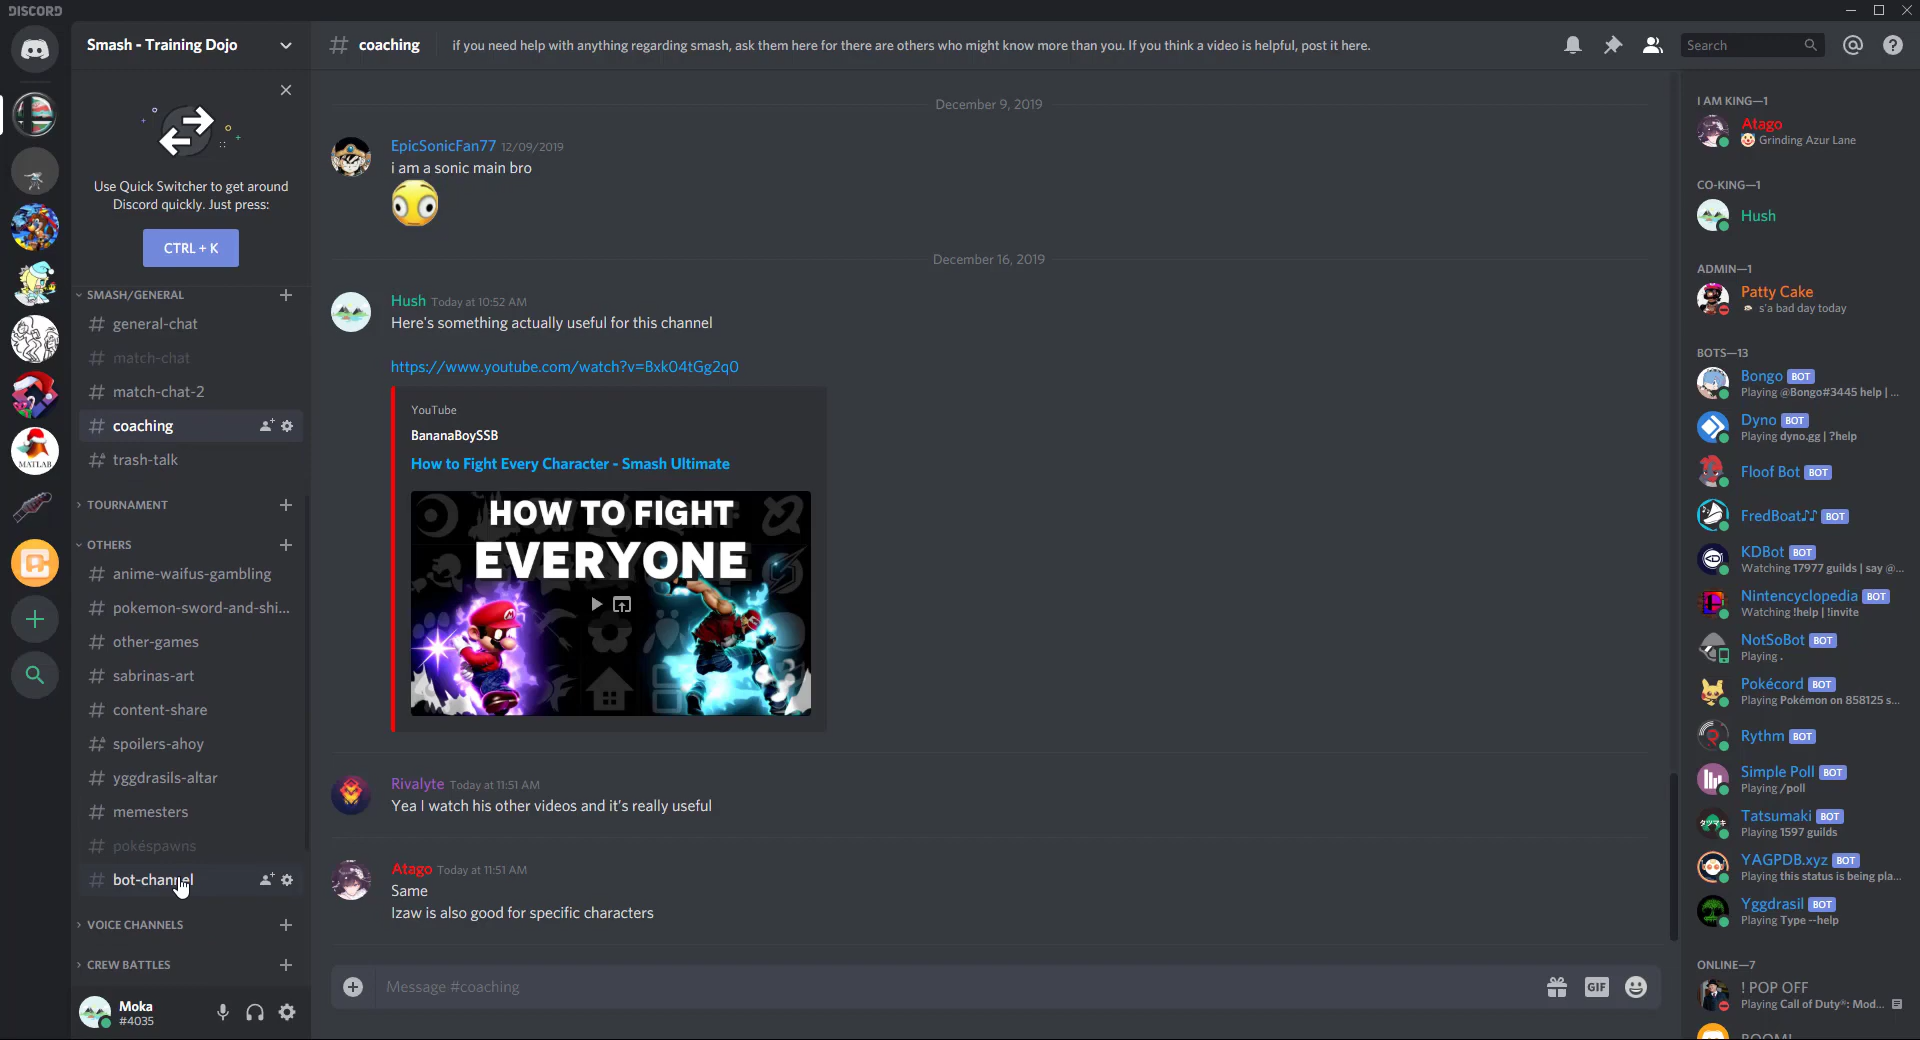 DISCORD
Smash - Training Dojo
Use Quick Switcher to get around
Discord quickly. Just press:
CTRL + K
SMASH/GENERAL
general-chat
match-chat
match-chat-2
coaching
trash-talk
TOURNAMENT
OTHERS
anime-waifus-gambling
pokemon-sword-and-shi...
other-games
sabrinas-art
content-share
spoilers-ahoy
yggdrasils-altar
memesters
pokéspawns
bot-channel
VOICE CHANNELS
CREW BATTLES
Moka
#4035
MATLAB
# coaching
if you need help with anything regarding smash, ask them here for there are others who might know more than you. If you think a video is helpful, post it here.
Search
December 9, 2019
EpicSonicFan77 12/09/2019
i am a sonic main bro
December 16, 2019
Hush Today at 10:52 AM
Here's something actually useful for this channel
https://www.youtube.com/watch?v=Bxk04tGg2q0
YouTube
BananaBoySSB
How to Fight Every Character - Smash Ultimate
HOW TO FIGHT
EVERYONE
Rivalyte Today at 11:51 AM
Yea I watch his other videos and it's really useful
Atago Today at 11:51 AM
Same
Izaw is also good for specific characters
Message #coaching
GIF
I AM KING—1
Atago
Grinding Azur Lane
CO-KING—1
Hush
ADMIN—1
Patty Cake
s'a bad day today
BOTS—13
Bongo BOT
Playing @Bongo#3445 help | ...
Dyno BOT
Playing dyno.gg | ?help
Floof Bot BOT
FredBoat♪♪ BOT
KDBot BOT
Watching 17977 guilds | say @...
Nintencyclopedia BOT
Watching !help | !invite
NotSoBot BOT
Playing .
Pokécord BOT
Playing Pokémon on 858125 s...
Rythm BOT
Simple Poll BOT
Playing /poll
Tatsumaki BOT
Playing 1597 guilds
YAGPDB.xyz BOT
Playing this status is being pla...
Yggdrasil BOT
Playing Type --help
ONLINE—7
! POP OFF
Playing Call of Duty®: Mod...